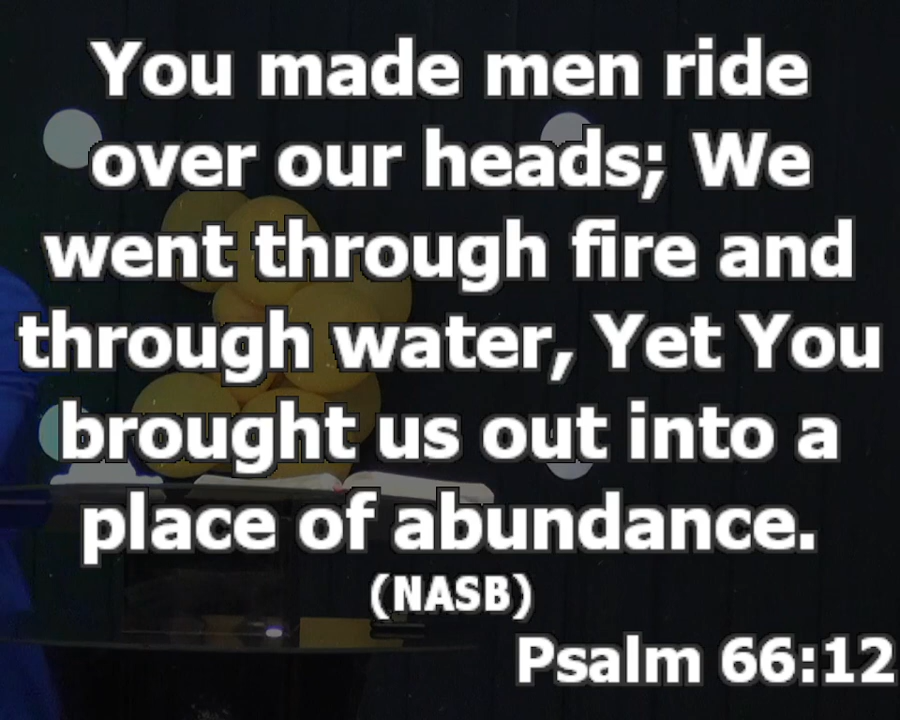 You made men ride
over our heads; We
went through fire and
through water, Yet You
brought us out into a
place of abundance.
(NASB)
Psalm 66:12